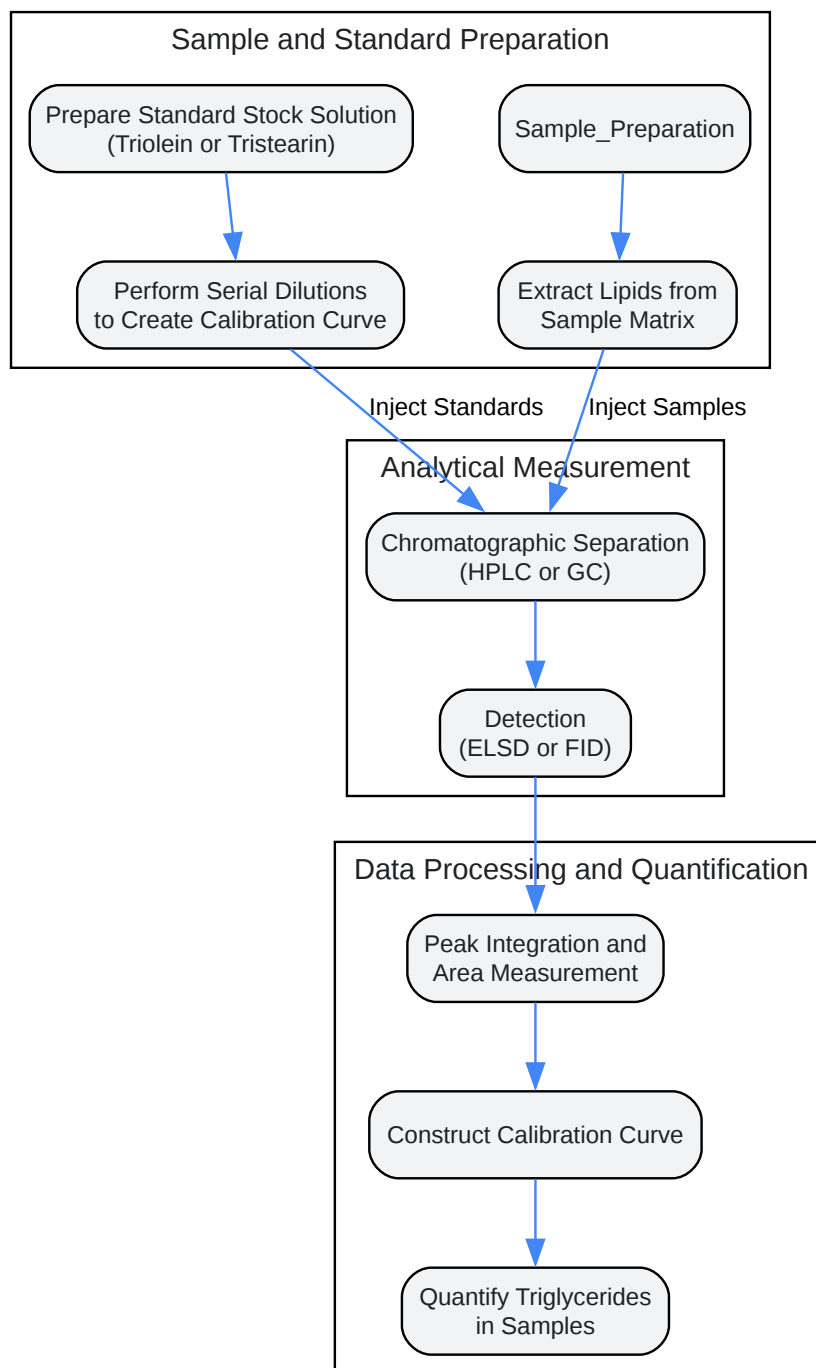 Sample and Standard Preparation
Prepare Standard Stock Solution
(Triolein or Tristearin)
Sample_Preparation
Perform Serial Dilutions
to Create Calibration Curve
Extract Lipids from
Sample Matrix
Inject Standards
Inject Samples
Analytical Measurement
Chromatographic Separation
(HPLC or GC)
Detection
(ELSD or FID)
Data Processing and Quantification
Peak Integration and
Area Measurement
Construct Calibration Curve
Quantify Triglycerides
in Samples